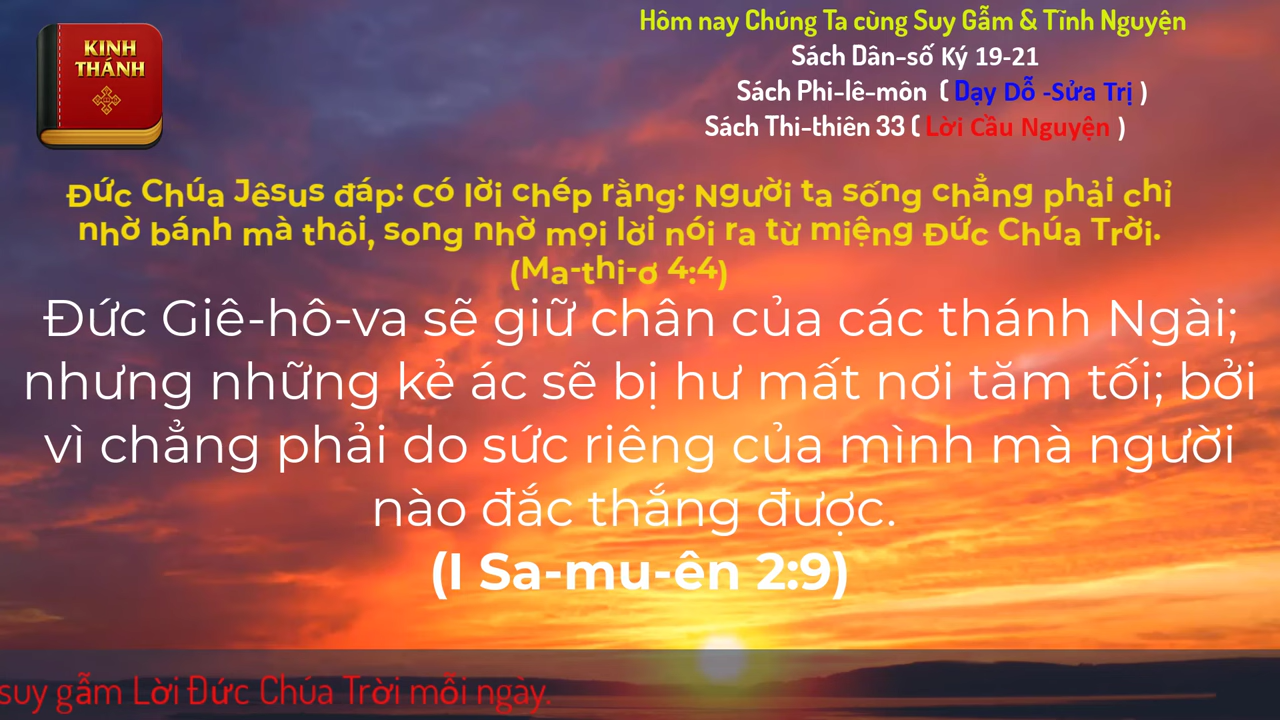 KINH
THÁNH
Hôm nay Chúng Ta cùng Suy Gẫm & Tĩnh Nguyện
Sách Dân-số Ký 19-21
Sách Phi-lê-môn ( Dạy Dỗ -Sửa Trị )
Sách Thi-thiên 33 ( Lời Cầu Nguyện )
Đức Chúa Jêsus đáp: Có lời chép rằng: Người ta sống chẳng phải chỉ
nhờ bánh mà thôi, song nhờ mọi lời nói ra từ miệng Đức Chúa Trời.
(Ma-thi-ơ 4:4)
Đức Giê-hô-va sẽ giữ chân của các thánh Ngài;
nhưng những kẻ ác sẽ bị hư mất nơi tăm tối; bởi
vì chẳng phải do sức riêng của mình mà người
nào đắc thắng được.
(I Sa-mu-ên 2:9)
suy gẫm Lời Đức Chúa Trời mỗi ngày.